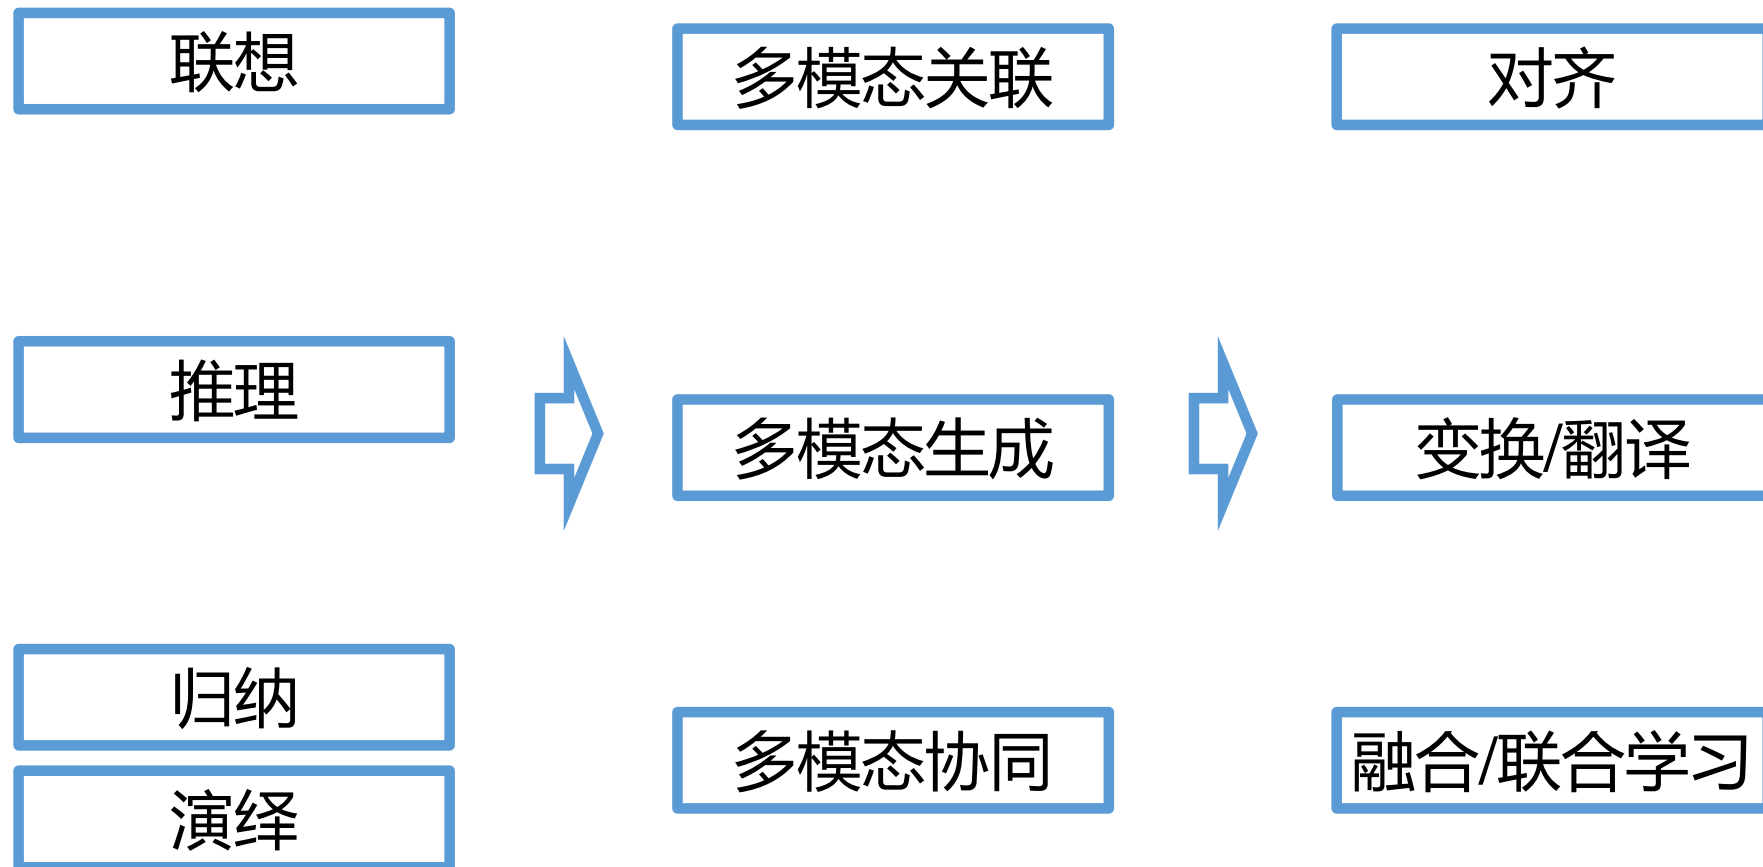 联想
多模态关联
对齐
推理
多模态生成
变换/翻译
归纳
多模态协同
融合/联合学习
演绎